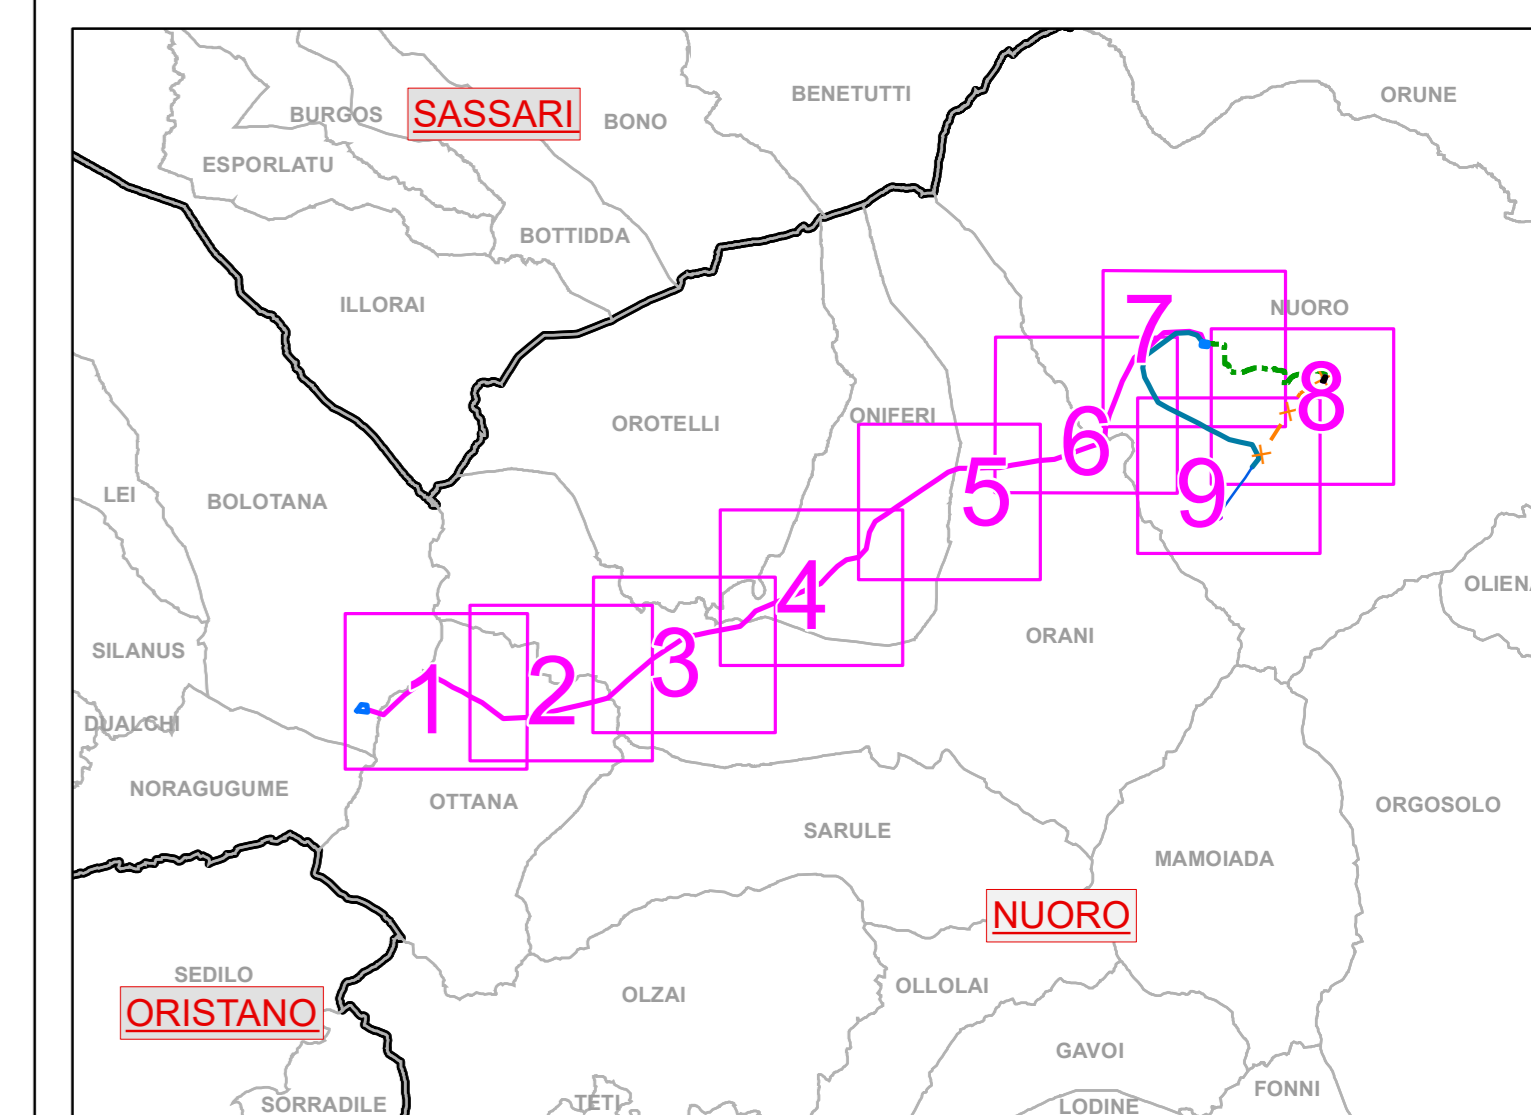 BENETUTTI
ORUNE
BURGOS
SASSARI
BONO
ESPORLATU
BOTTIDDA
ILLORAI
NUORO
7
8
OROTELLI
ONIFERI
6
LEI
BOLOTANA
5
9
OLIENA
4
ORANI
SILANUS
3
1
2
DUALCHI
NORAGUGUME
OTTANA
SARULE
ORGOSOLO
MAMOIADA
NUORO
SEDILO
ORISTANO
OLZAI
OLLOLAI
GAVOI
FONNI
SORRADILE
TETI
LODINE